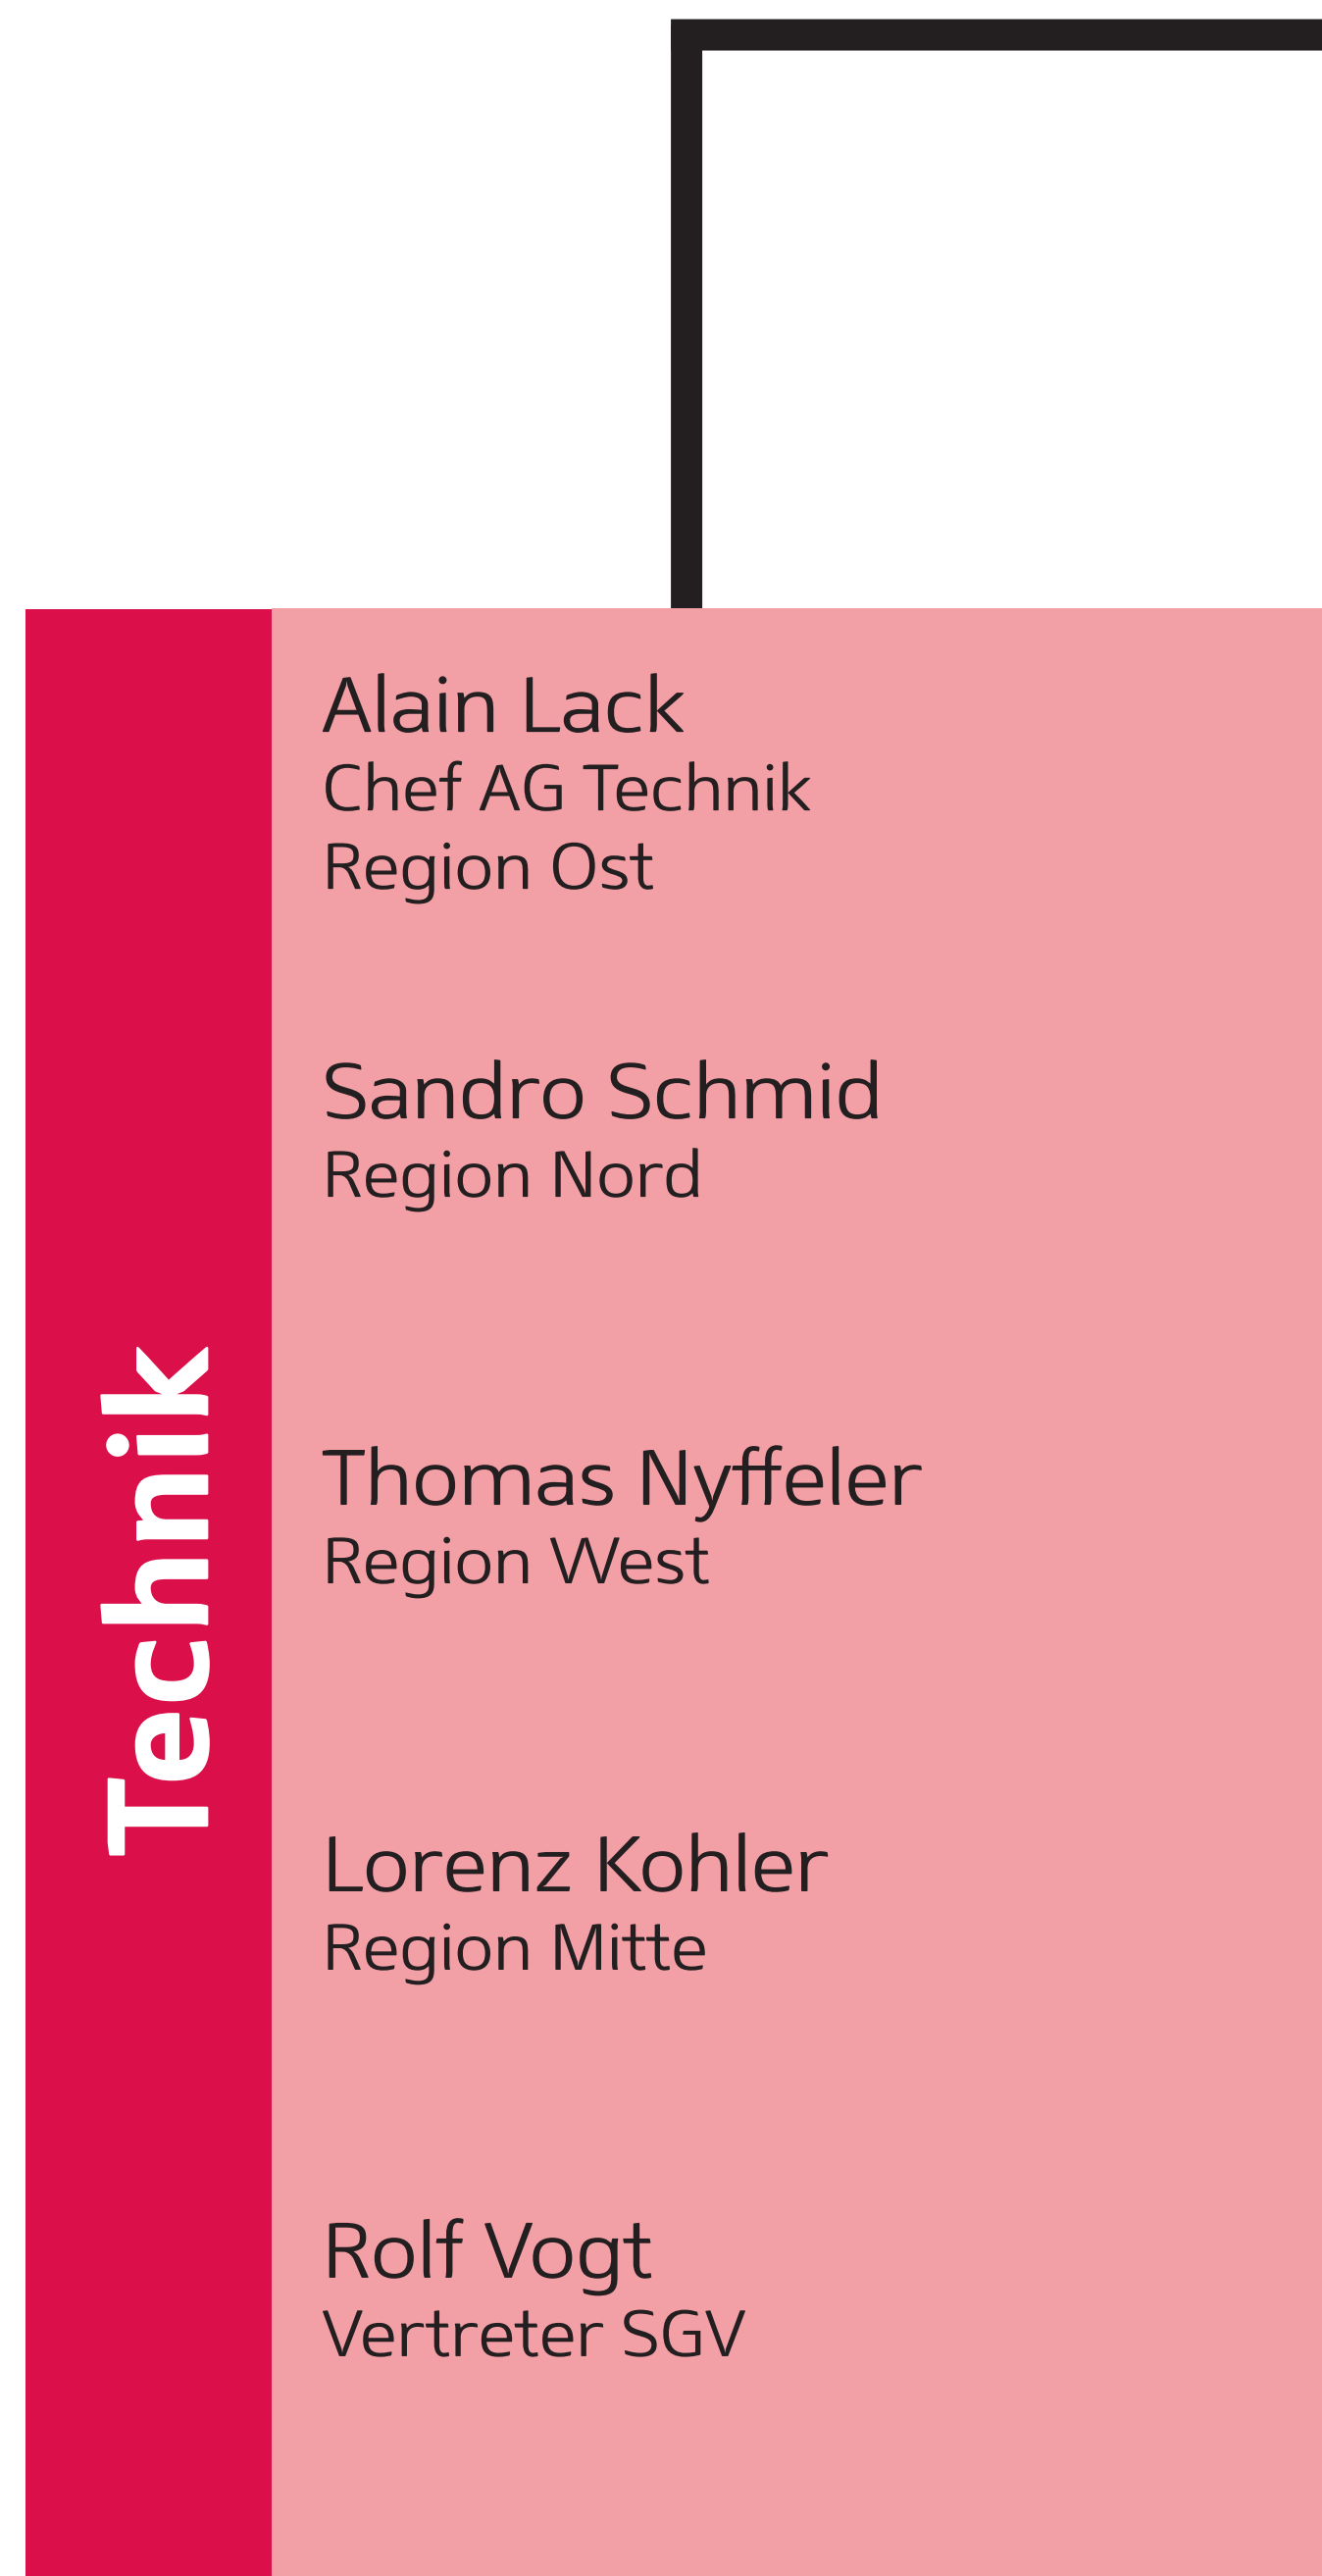 Technik
Alain Lack
Chef AG Technik
Region Ost
Sandro Schmid
Region Nord
Thomas Nyffeler
Region West
Lorenz Kohler
Region Mitte
Rolf Vogt
Vertreter SGV